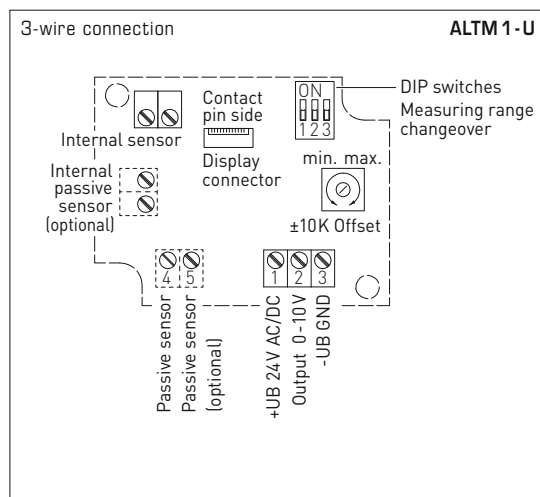 3-wire connection
ALTM 1 - U
ON
1 2 3
DIP switches
Measuring range
changeover
Contact
pin side
Display
connector
Internal sensor
Internal
passive
sensor
(optional)
min. max.
±10K Offset
4
5
1
2
3
Passive sensor
Passive sensor
(optional)
+UB 24V AC/DC
Output 0-10V
-UB GND